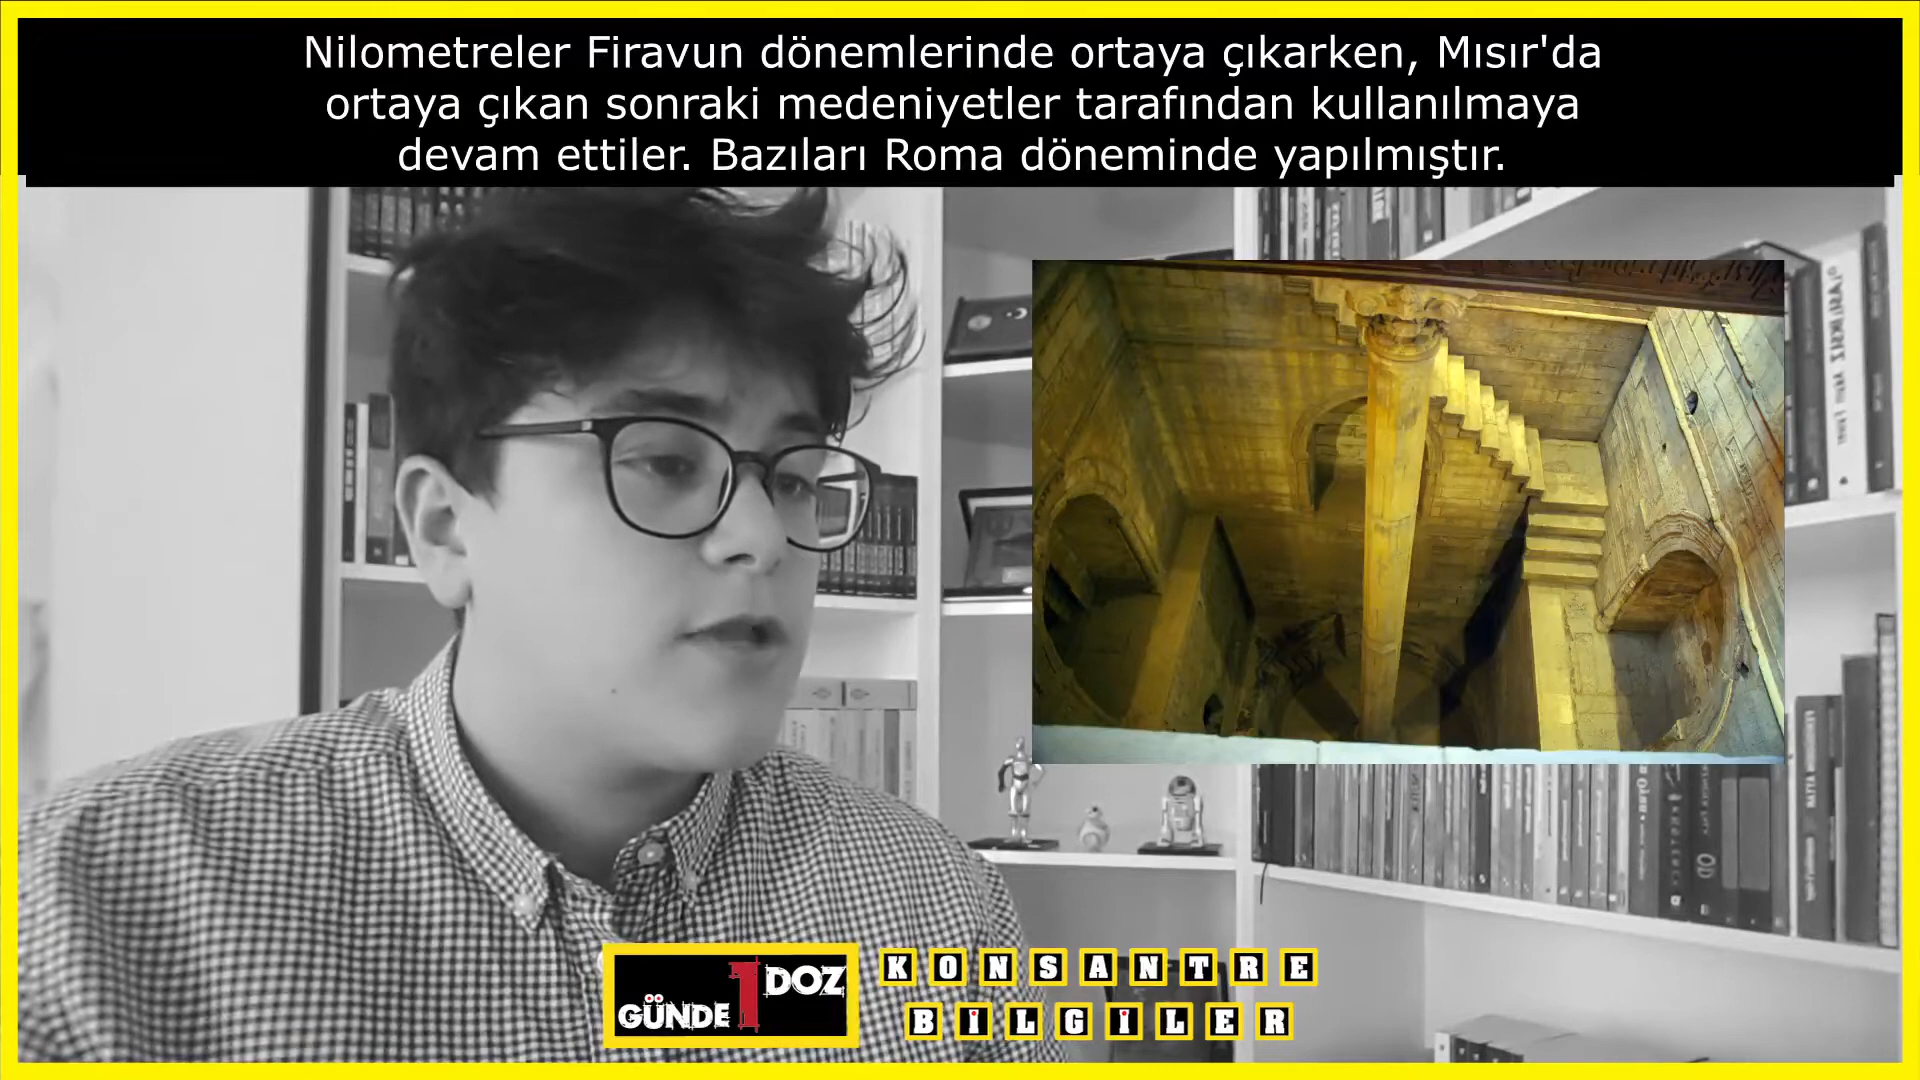 Nilometreler Firavun dönemlerinde ortaya çıkarken, Mısır'da
ortaya çıkan sonraki medeniyetler tarafından kullanılmaya
devam ettiler. Bazıları Roma döneminde yapılmıştır.
GÜNDE 1 DOZ
KONSANTRE
BİLGİLER